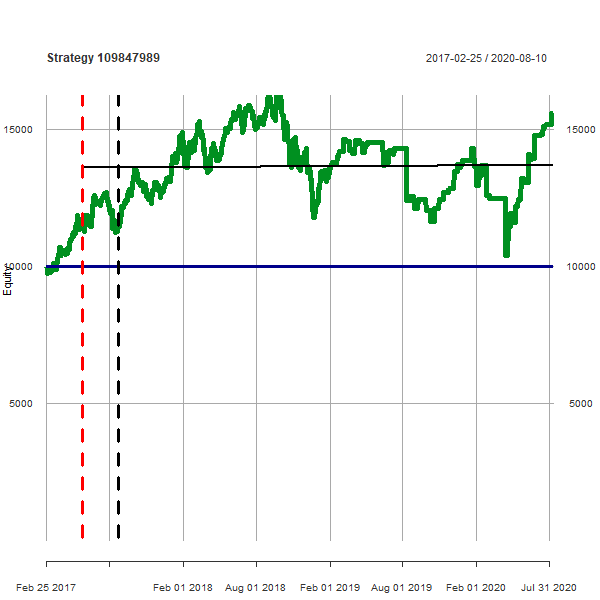 Strategy 109847989
2017-02-25 / 2020-08-10
15000
15000
Equity
10000
10000
5000
5000
Feb 25 2017
Feb 01 2018
Aug 01 2018
Feb 01 2019
Aug 01 2019
Feb 01 2020
Jul 31 2020